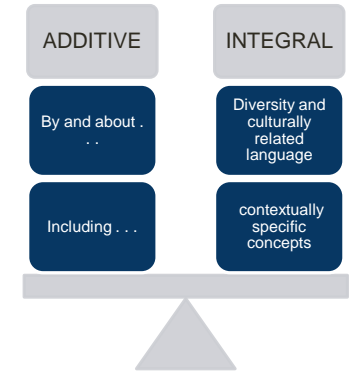 ADDITIVE
INTEGRAL
By and about .
. .
Diversity and
culturally
related
language
Including . . .
contextually
specific
concepts